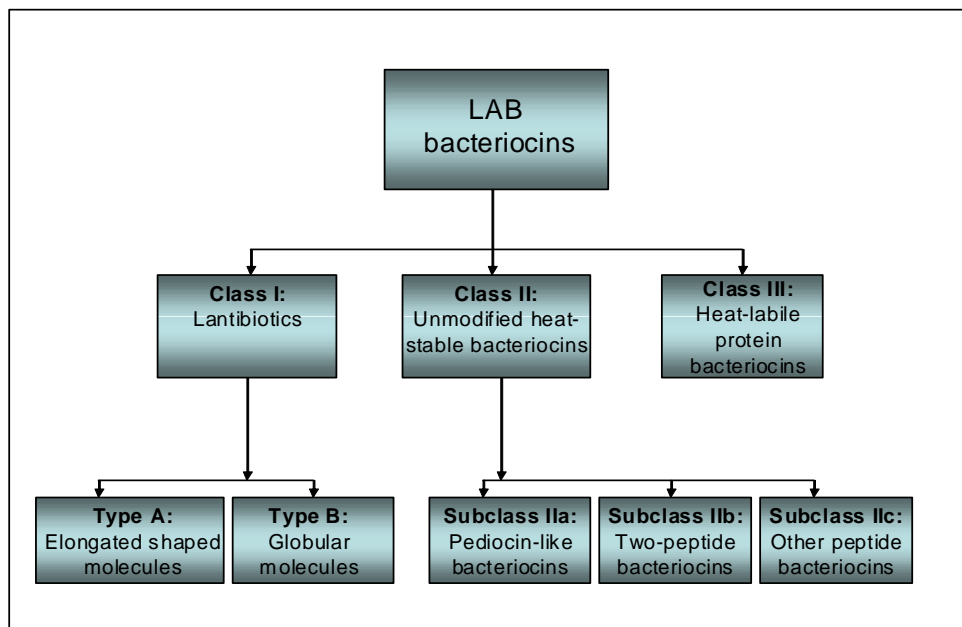 LAB
bacteriocins
Class I:
Lantibiotics
Class II:
Unmodified heat-
stable bacteriocins
Class III:
Heat-labile
protein
bacteriocins
Type A:
Elongated shaped
molecules
Type B:
Globular
molecules
Subclass IIa:
Pediocin-like
bacteriocins
Subclass IIb:
Two-peptide
bacteriocins
Subclass IIc:
Other peptide
bacteriocins